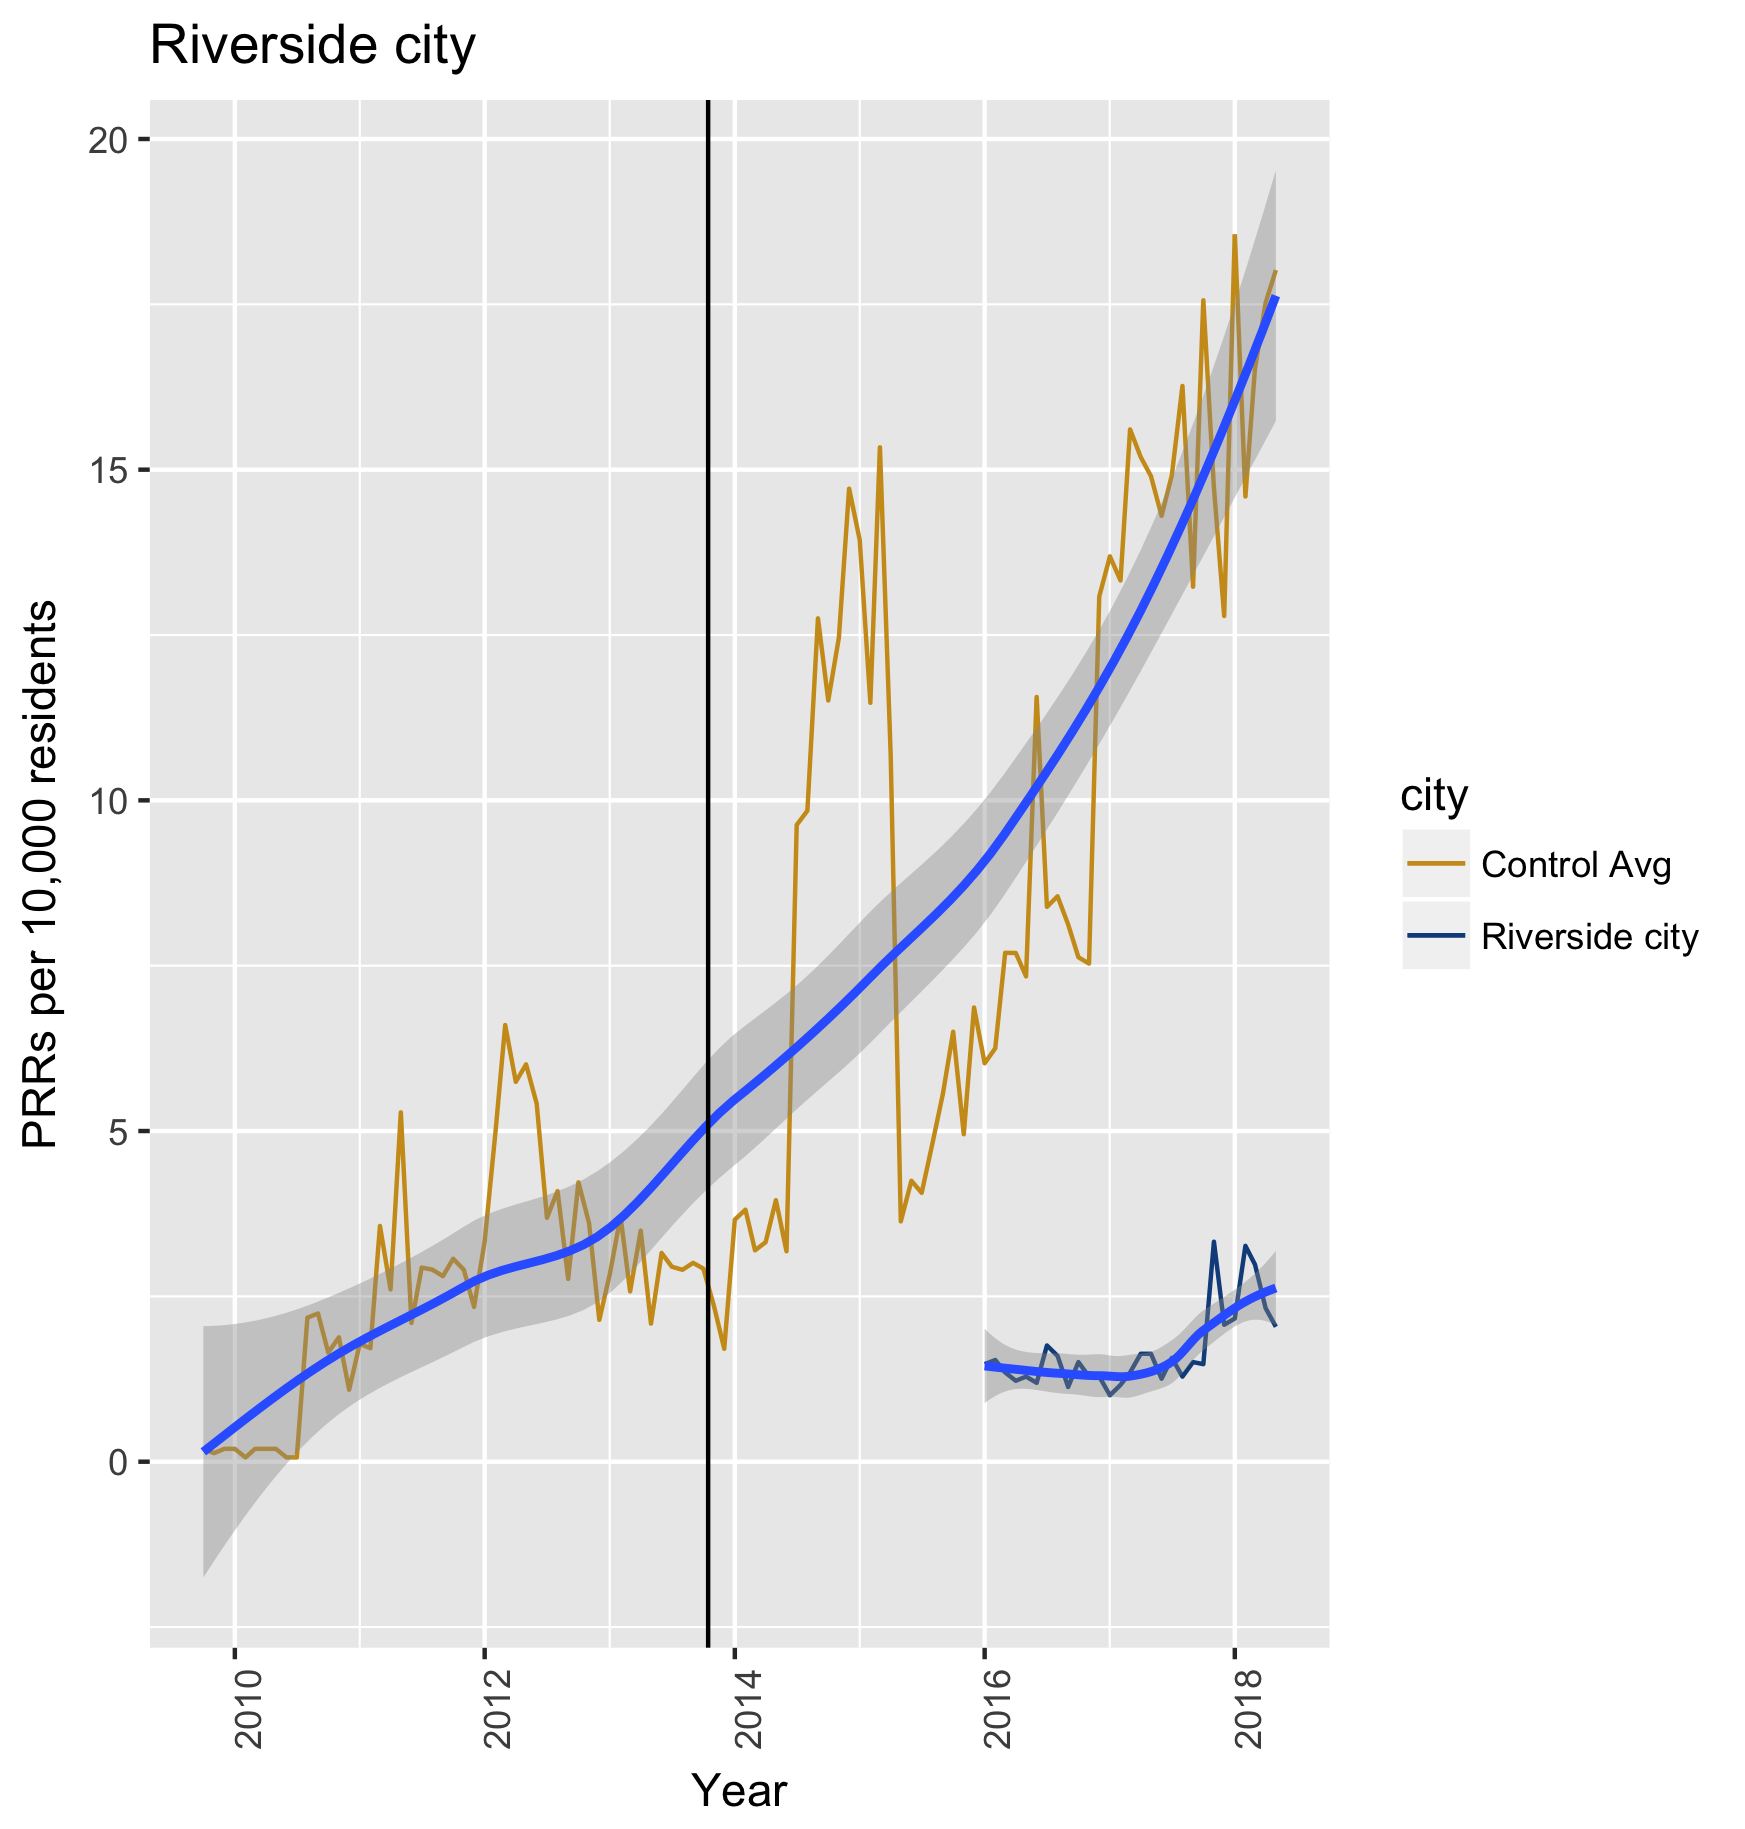 Riverside city
20
15
10
5
0
PRRs per 10,000 residents
2010
2012
2014
2016
2018
Year
city
Control Avg
Riverside city